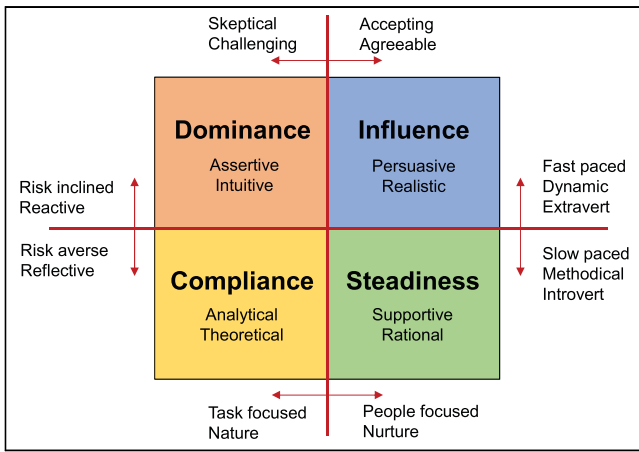 Skeptical
Challenging
Accepting
Agreeable
Dominance
Assertive
Intuitive
Influence
Persuasive
Realistic
Risk inclined
Reactive
Fast paced
Dynamic
Extravert
Risk averse
Reflective
Slow paced
Methodical
Introvert
Compliance
Analytical
Theoretical
Steadiness
Supportive
Rational
Task focused
Nature
People focused
Nurture